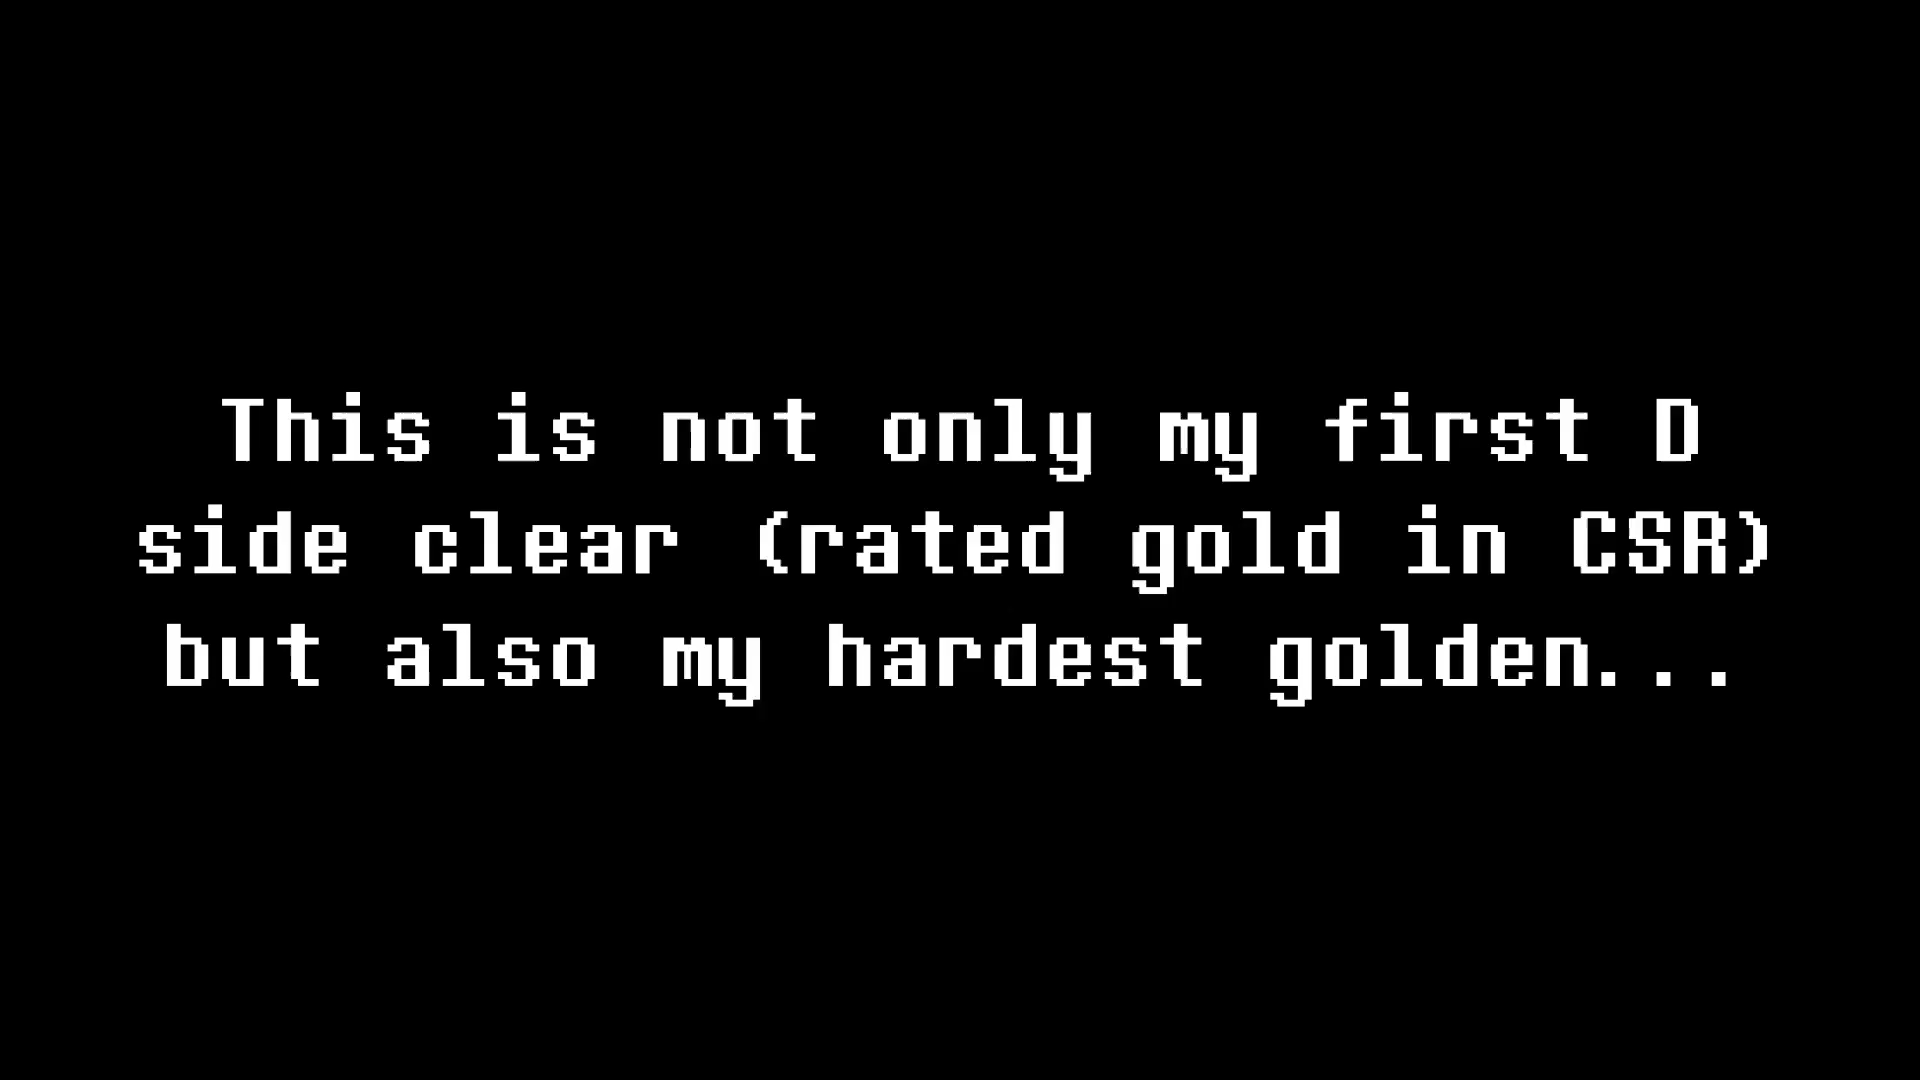 This is not only my first D
side clear (rated gold in CSR)
but also my hardest golden...